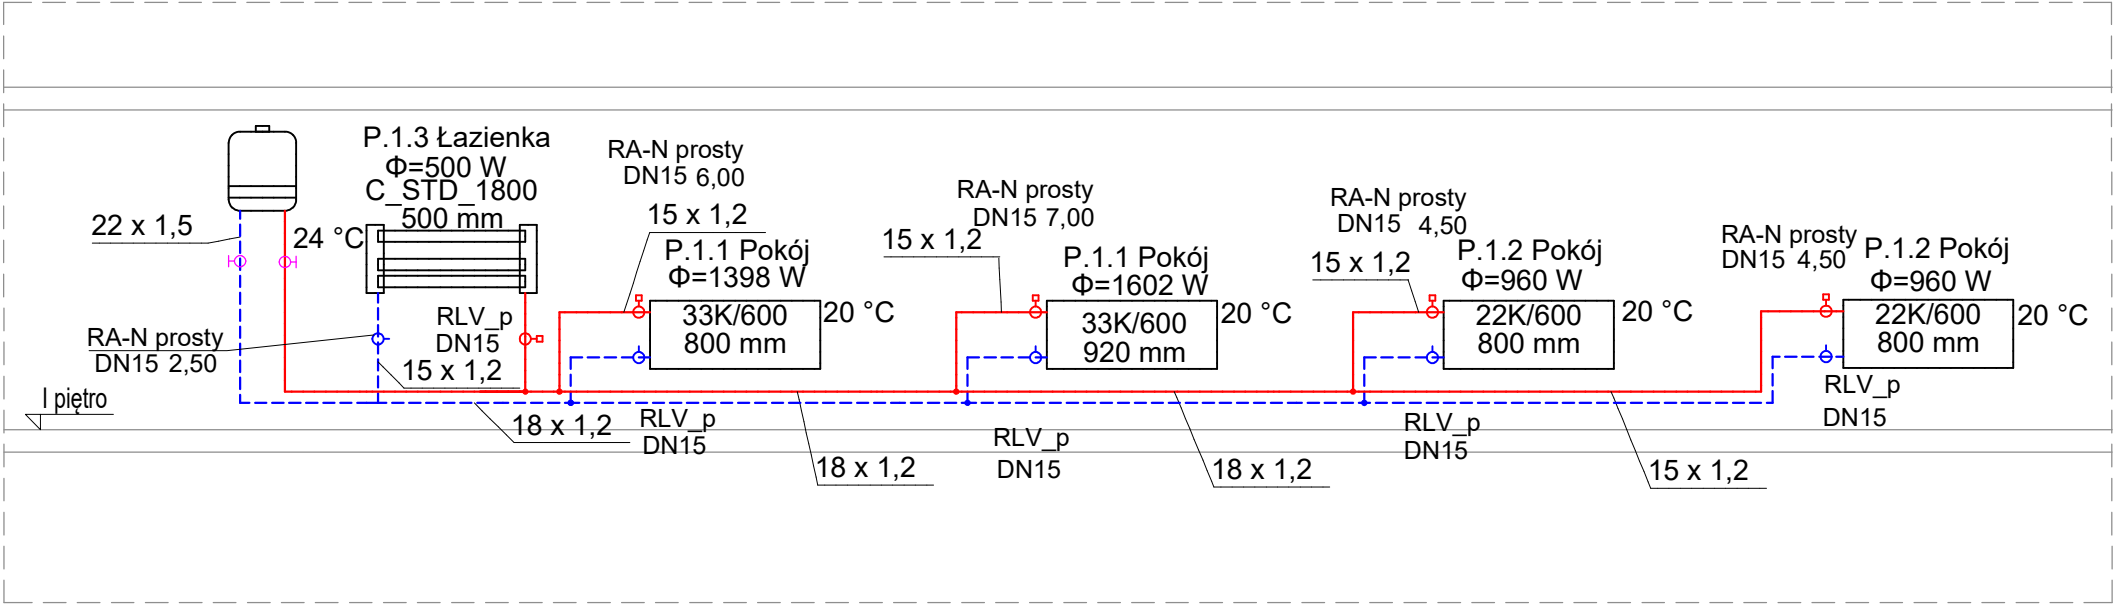 P.1.3 Łazienka
Φ=500 W
C_STD_1800
500 mm
24 °C
22 x 1,5
RA-N prosty
DN15 2,50
15 x 1,2
RLV_p
DN15
I piętro
18 x 1,2
RA-N prosty
DN15 6,00
15 x 1,2
P.1.1 Pokój
Φ=1398 W
33K/600
800 mm
20 °C
RLV_p
DN15
18 x 1,2
RA-N prosty
DN15 7,00
15 x 1,2
P.1.1 Pokój
Φ=1602 W
33K/600
920 mm
20 °C
RLV_p
DN15
18 x 1,2
RA-N prosty
DN15 4,50
15 x 1,2
P.1.2 Pokój
Φ=960 W
22K/600
800 mm
20 °C
RLV_p
DN15
15 x 1,2
RA-N prosty
DN15 4,50
P.1.2 Pokój
Φ=960 W
22K/600
800 mm
20 °C
RLV_p
DN15